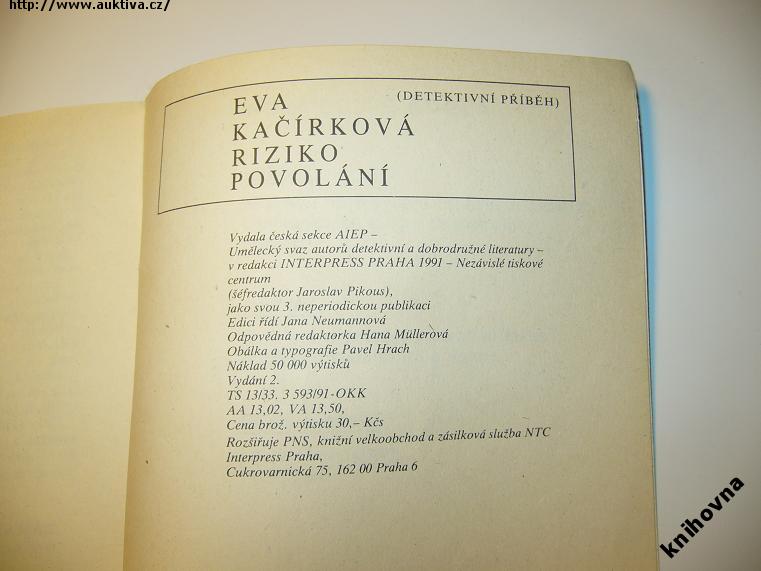 http://www.auktiva.cz/
EVA
(DETEKTIVNÍ PŘÍBĚH)
KAČÍRKOVÁ
RIZIKO
POVOLÁNÍ
Vydala česká sekce AIEP –
Umělecký svaz autorů detektivní a dobrodružné literatury –
v redakci INTERPRESS PRAHA 1991 – Nezávislé tiskové
centrum
(šéfredaktor Jaroslav Pikous),
jako svou 3. neperiodickou publikaci
Edici řídí Jana Neumannová
Odpovědná redaktorka Hana Müllerová
Obálka a typografie Pavel Hrach
Náklad 50 000 výtisků
Vydání 2.
TS 13/33. 3 593/91-OKK
AA 13,02, VA 13,50,
Cena brož. výtisku 30,– Kčs
Rozšiřuje PNS, knižní velkoobchod a zásilková služba NTC
Interpress Praha,
Cukrovarnická 75, 162 00 Praha 6
knihovna